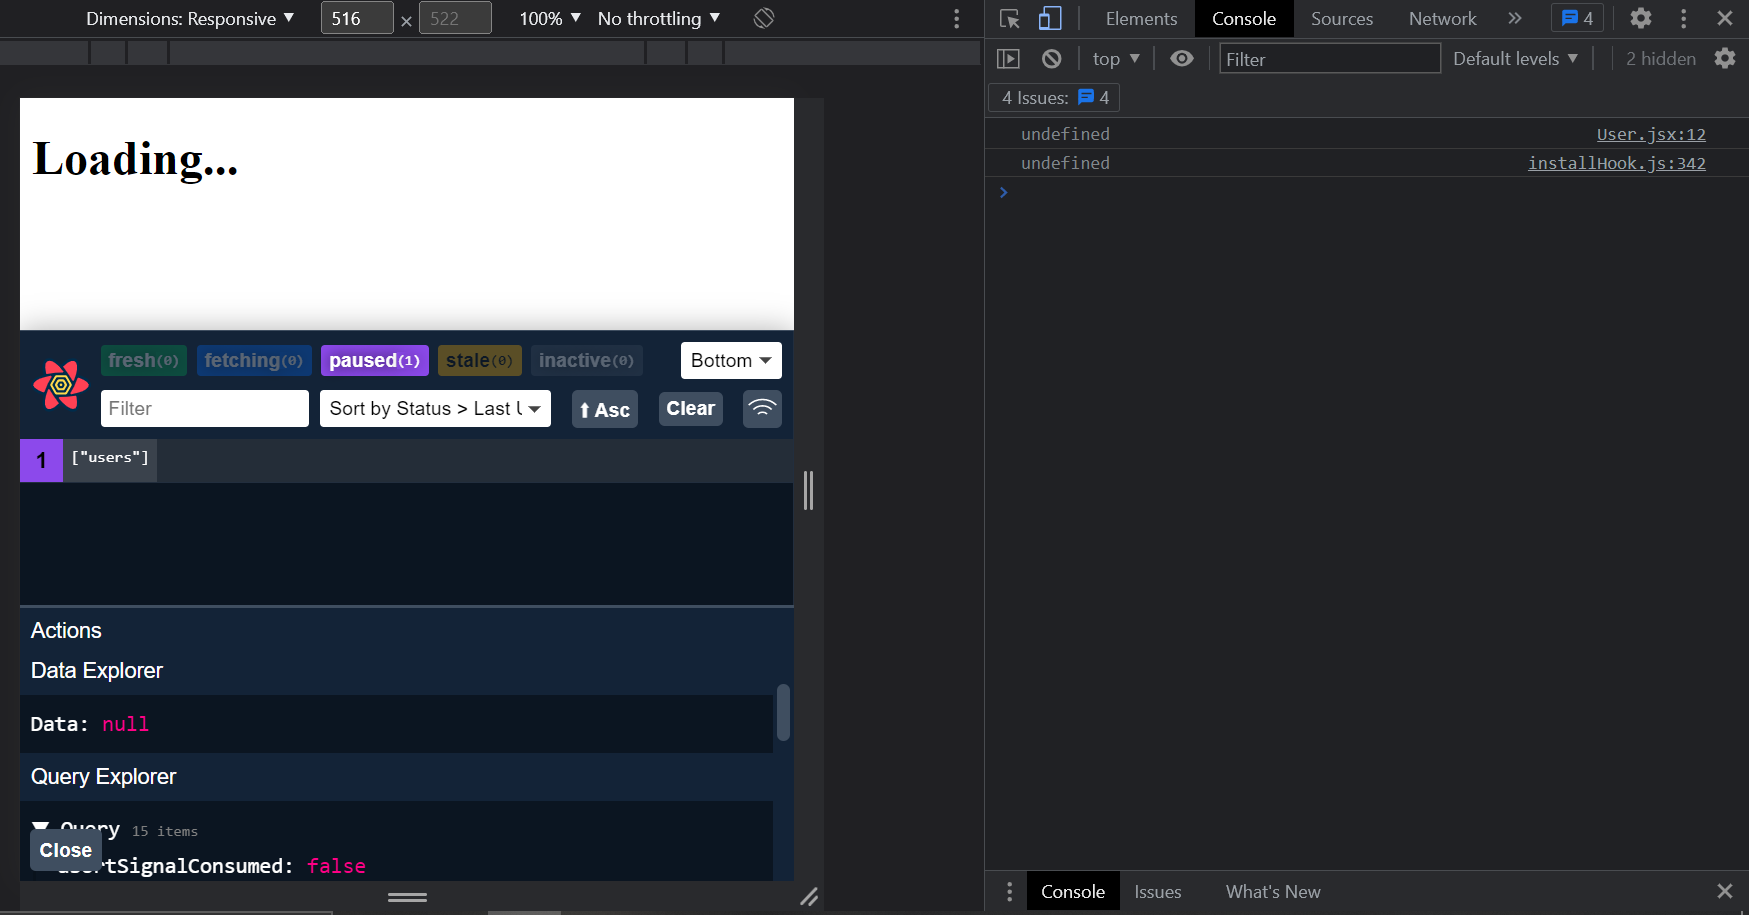 Dimensions: Responsive ▼ 516 × 522 100% ▼ No throttling ▼
Elements Console Sources Network » 4
top ▼ Filter Default levels ▼ 2 hidden
4 Issues: 4
undefined User.jsx:12
undefined installHook.js:342
Loading...
fresh(0) fetching(0) paused(1) stale(0) inactive(0) Bottom
Filter Sort by Status > Last U Asc Clear
1 ["users"]
Actions
Data Explorer
Data: null
Query Explorer
Query 15 items
Close
ortSignalConsumed: false
Console Issues What's New